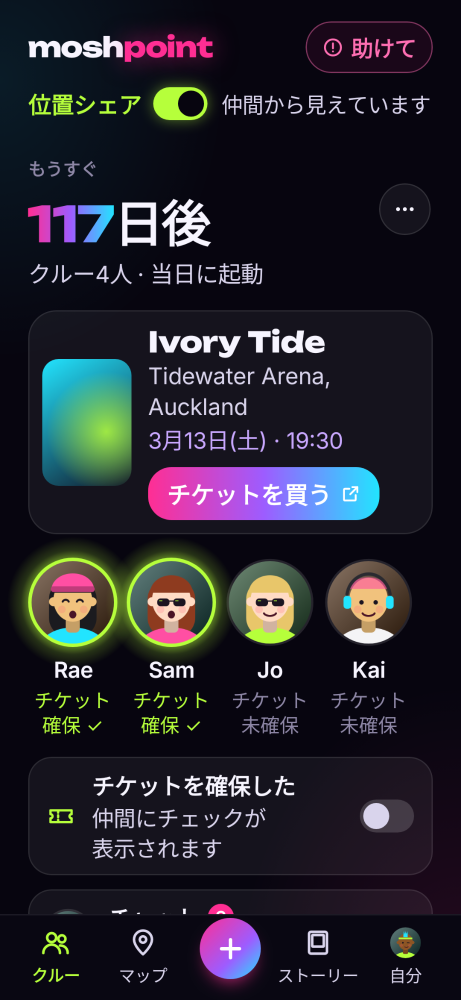 moshpoint
助けて
位置シェア
仲間から見えています
もうすぐ
117日後
クルー4人 · 当日に起動
Ivory Tide
Tidewater Arena,
Auckland
3月13日(土) · 19:30
チケットを買う
Rae
Sam
Jo
Kai
チケット
確保 ✓
チケット
確保 ✓
チケット
未確保
チケット
未確保
チケットを確保した
仲間にチェックが
表示されます
クルー
マップ
ストーリー
自分